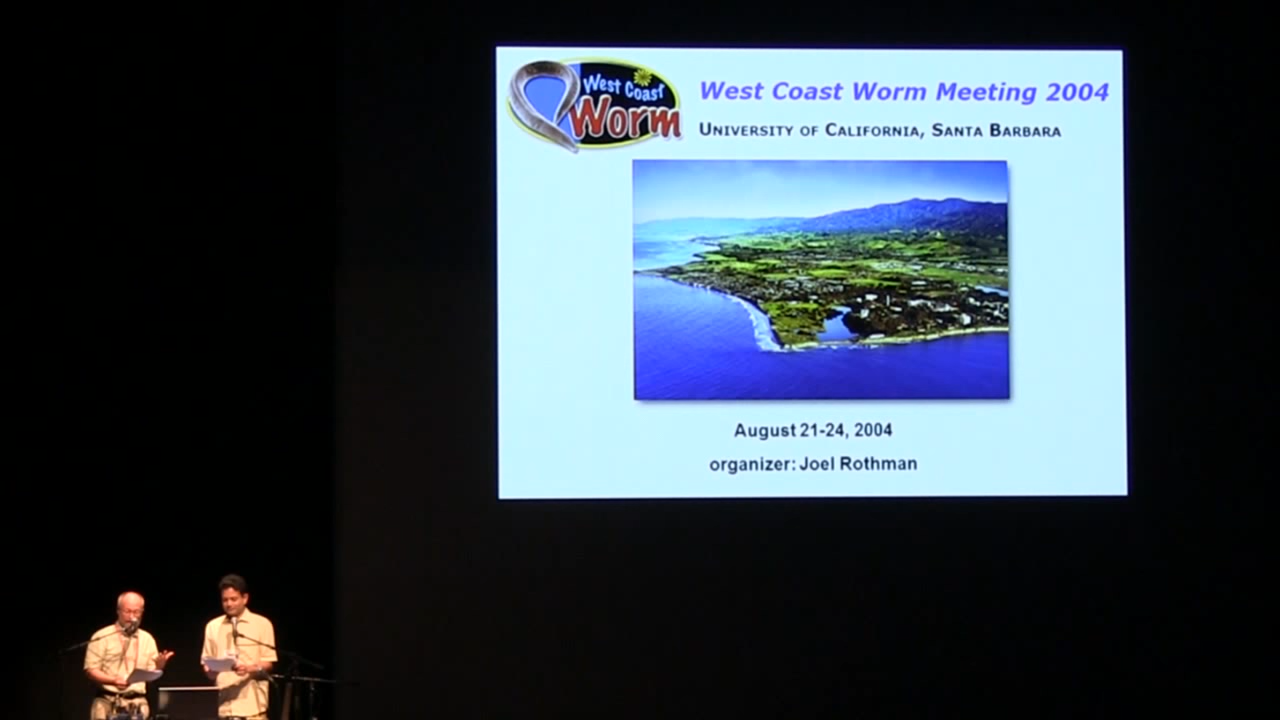 West Coast
Worm
West Coast Worm Meeting 2004
University of California, Santa Barbara
August 21-24, 2004
organizer: Joel Rothman